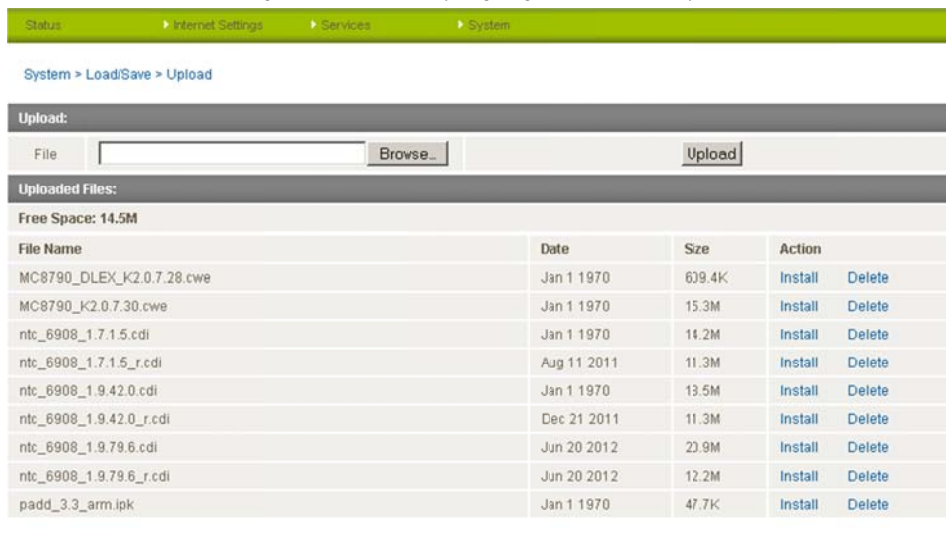 Status Internet Settings Services System
System > Load/Save > Upload
Upload:
File Browse... Upload
Uploaded Files:
Free Space: 14.5M
File Name Date Size Action
MC8790_DLEX_K2.0.7.28.cwe Jan 1 1970 609.4K Install Delete
MC8790_K2.0.7.30.cwe Jan 1 1970 15.3M Install Delete
ntc_6908_1.7.1.5.cdi Jan 1 1970 14.2M Install Delete
ntc_6908_1.7.1.5_r.cdi Aug 11 2011 11.3M Install Delete
ntc_6908_1.9.42.0.cdi Jan 1 1970 13.5M Install Delete
ntc_6908_1.9.42.0_r.cdi Dec 21 2011 11.3M Install Delete
ntc_6908_1.9.79.6.cdi Jun 20 2012 20.9M Install Delete
ntc_6908_1.9.79.6_r.cdi Jun 20 2012 12.2M Install Delete
padd_3.3_arm.ipk Jan 1 1970 47.7K Install Delete